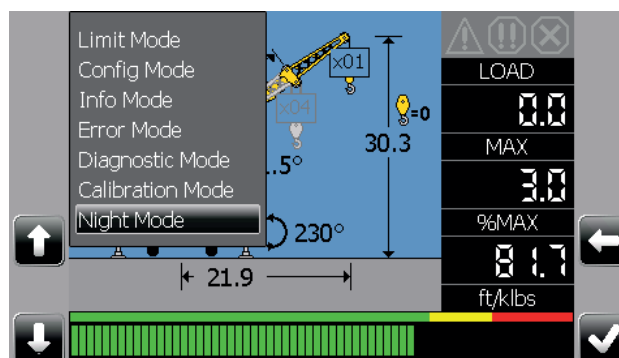 Limit Mode
Config Mode
Info Mode
Error Mode
Diagnostic Mode
Calibration Mode
Night Mode
x01
x04
=0
30.3
.5°
230°
21.9
LOAD
0.0
MAX
3.0
%MAX
81.7
ft/klbs